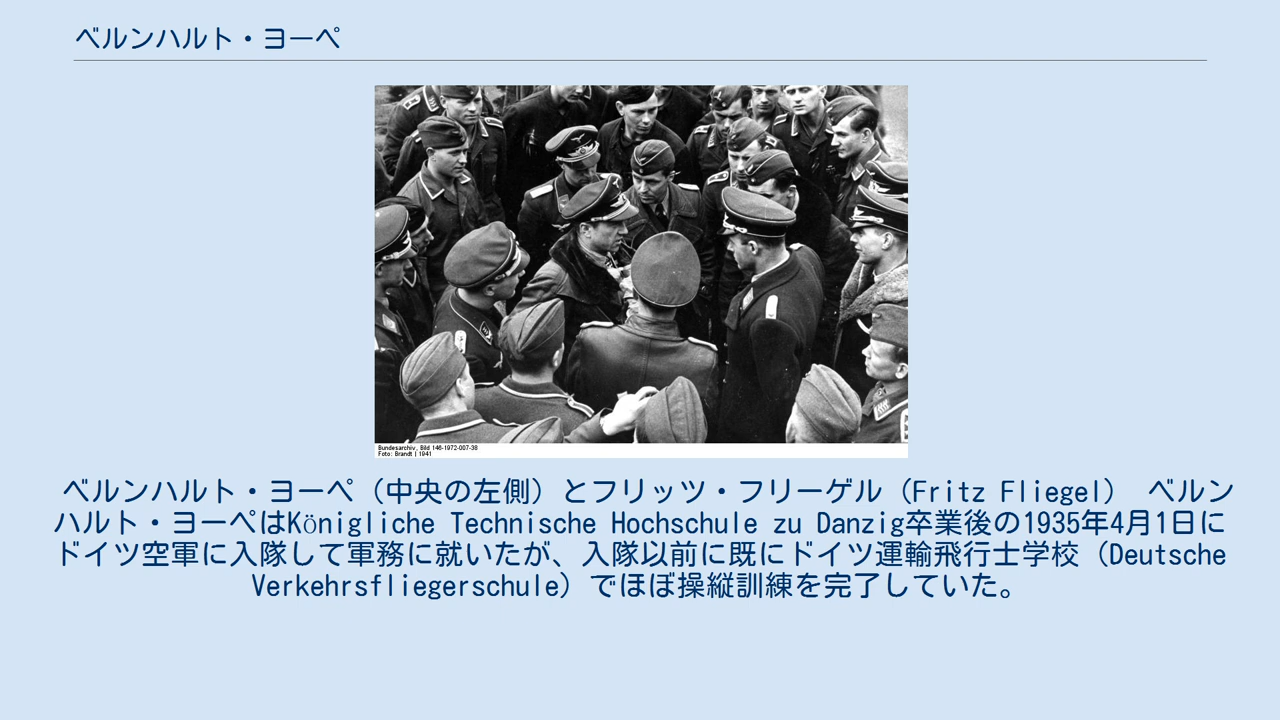 ベルンハルト・ヨーペ
Bundesarchiv, Bild 146-1972-007-38
Foto: Brandt | 1941
ベルンハルト・ヨーペ（中央の左側）とフリッツ・フリーゲル（Fritz Fliegel） ベルン
ハルト・ヨーペはKönigliche Technische Hochschule zu Danzig卒業後の1935年4月1日に
ドイツ空軍に入隊して軍務に就いたが、入隊以前に既にドイツ運輸飛行士学校（Deutsche
Verkehrsfliegerschule）でほぼ操縦訓練を完了していた。